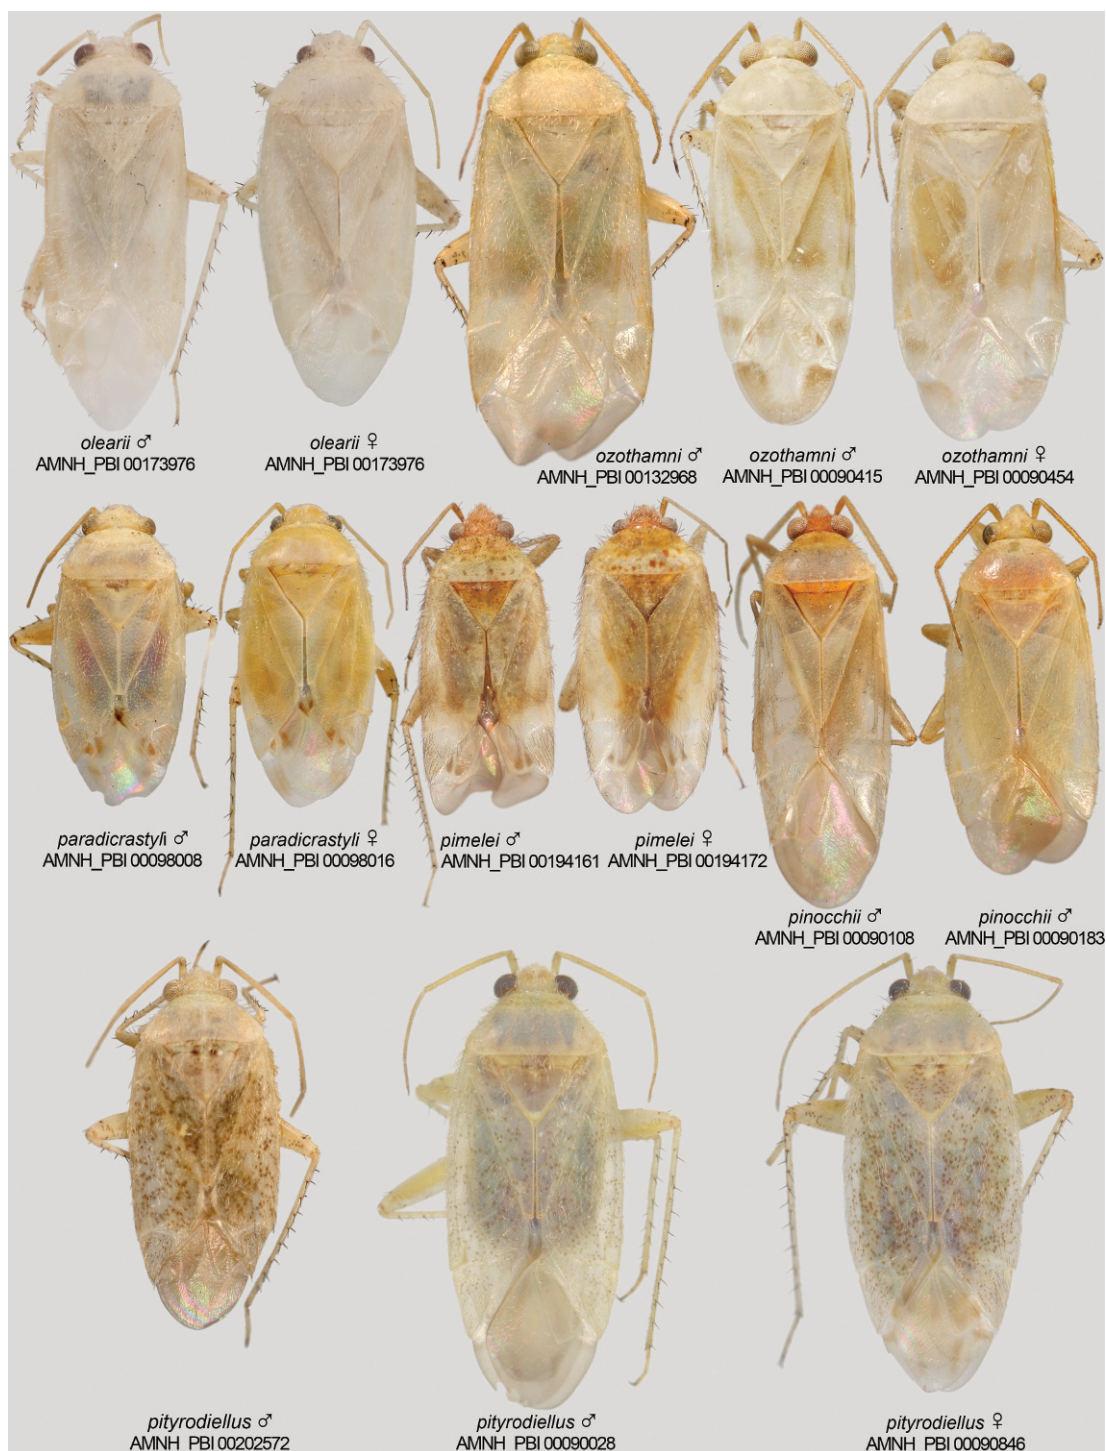 olearii ♂
AMNH_PBI 00173976
olearii ♀
AMNH_PBI 00173976
ozothamni ♂
AMNH_PBI 00132968
ozothamni ♂
AMNH_PBI 00090415
ozothamni ♀
AMNH_PBI 00090454
paradicrastyli ♂
AMNH_PBI 00098008
paradicrastyli ♀
AMNH_PBI 00098016
pimelei ♂
AMNH_PBI 00194161
pimelei ♀
AMNH_PBI 00194172
pinocchii ♂
AMNH_PBI 00090108
pinocchii ♂
AMNH_PBI 00090183
pityrodiellus ♂
AMNH_PBI 00202572
pityrodiellus ♂
AMNH_PBI 00090028
pityrodiellus ♀
AMNH_PBI 00090846